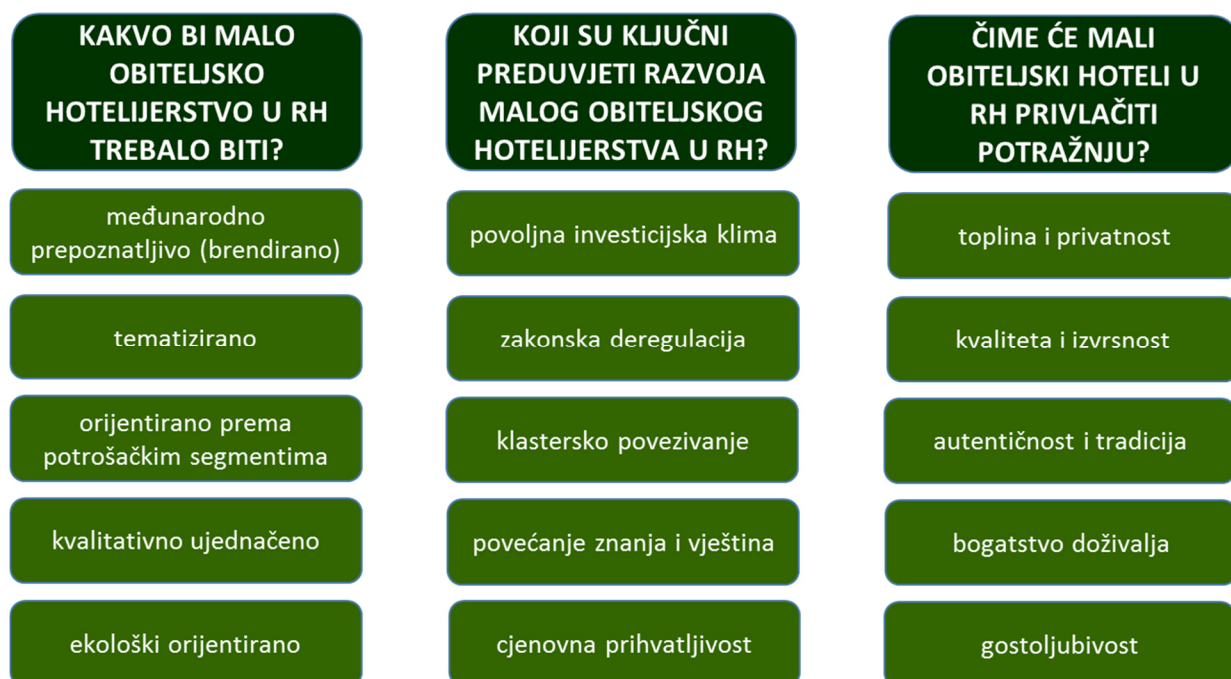 KAKVO BI MALO
OBITELJSKO
HOTELIJERSTVO U RH
TREBALO BITI?
međunarodno
prepoznatljivo (brendirano)
tematizirano
orijentirano prema
potrošačkim segmentima
kvalitativno ujednačeno
ekološki orijentirano
KOJI SU KLJUČNI
PREDUVJETI RAZVOJA
MALOG OBITELJSKOG
HOTELIJERSTVA U RH?
povoljna investicijska klima
zakonska deregulacija
klastersko povezivanje
povećanje znanja i vještina
cjenovna prihvatljivost
ČIME ĆE MALI
OBITELJSKI HOTELI U
RH PRIVLAČITI
POTRAŽNJU?
toplina i privatnost
kvaliteta i izvrsnost
autentičnost i tradicija
bogatstvo doživalja
gostoljubivost